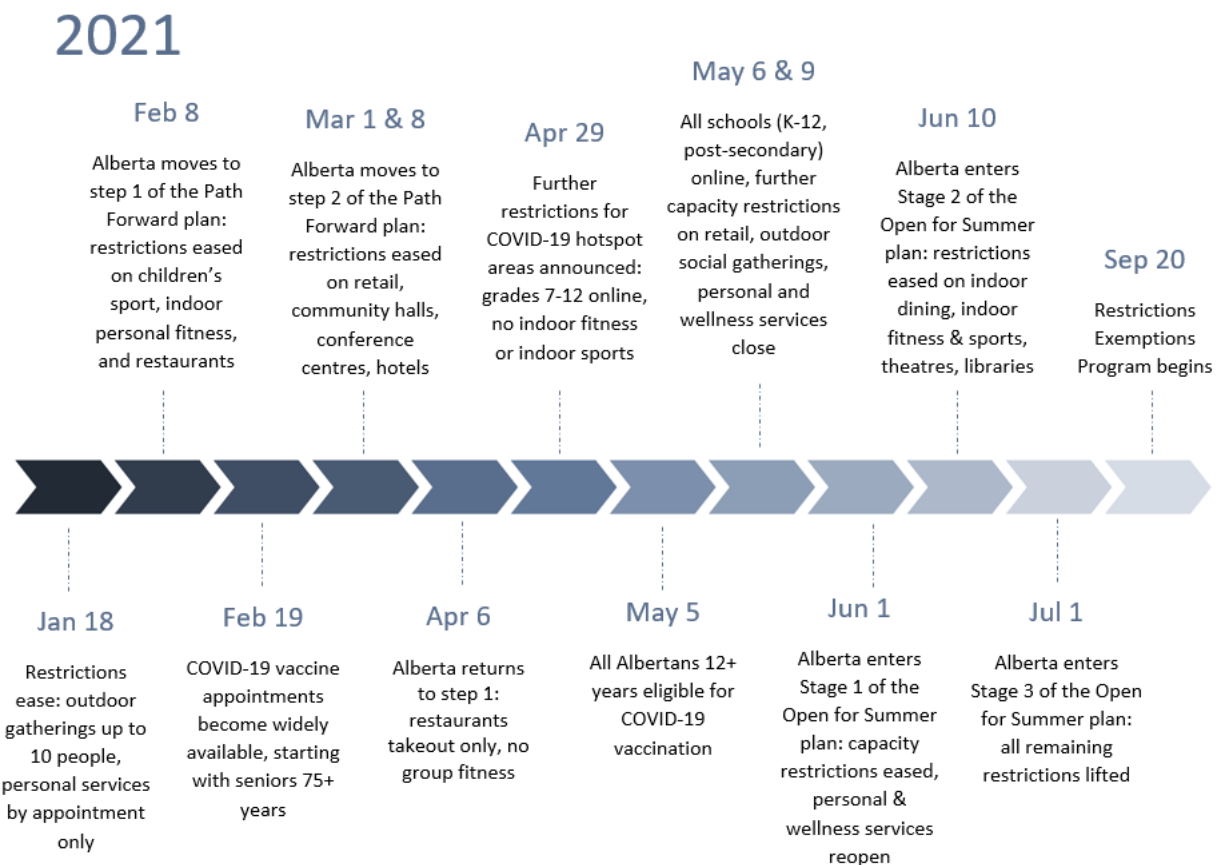 2021
Feb 8
Alberta moves to
step 1 of the Path
Forward plan:
restrictions eased
on children's
sport, indoor
personal fitness,
and restaurants
Mar 1 & 8
Alberta moves to
step 2 of the Path
Forward plan:
restrictions eased
on retail,
community halls,
conference
centres, hotels
Apr 29
Further
restrictions for
COVID-19 hotspot
areas announced:
grades 7-12 online,
no indoor fitness
or indoor sports
May 6 & 9
All schools (K-12,
post-secondary)
online, further
capacity restrictions
on retail, outdoor
social gatherings,
personal and
wellness services
close
Jun 10
Alberta enters
Stage 2 of the
Open for Summer
plan: restrictions
eased on indoor
dining, indoor
fitness & sports,
theatres, libraries
Sep 20
Restrictions
Exemptions
Program begins
Jan 18
Restrictions
ease: outdoor
gatherings up to
10 people,
personal services
by appointment
only
Feb 19
COVID-19 vaccine
appointments
become widely
available, starting
with seniors 75+
years
Apr 6
Alberta returns
to step 1:
restaurants
takeout only, no
group fitness
May 5
All Albertans 12+
years eligible for
COVID-19
vaccination
Jun 1
Alberta enters
Stage 1 of the
Open for Summer
plan: capacity
restrictions eased,
personal &
wellness services
reopen
Jul 1
Alberta enters
Stage 3 of the Open
for Summer plan:
all remaining
restrictions lifted